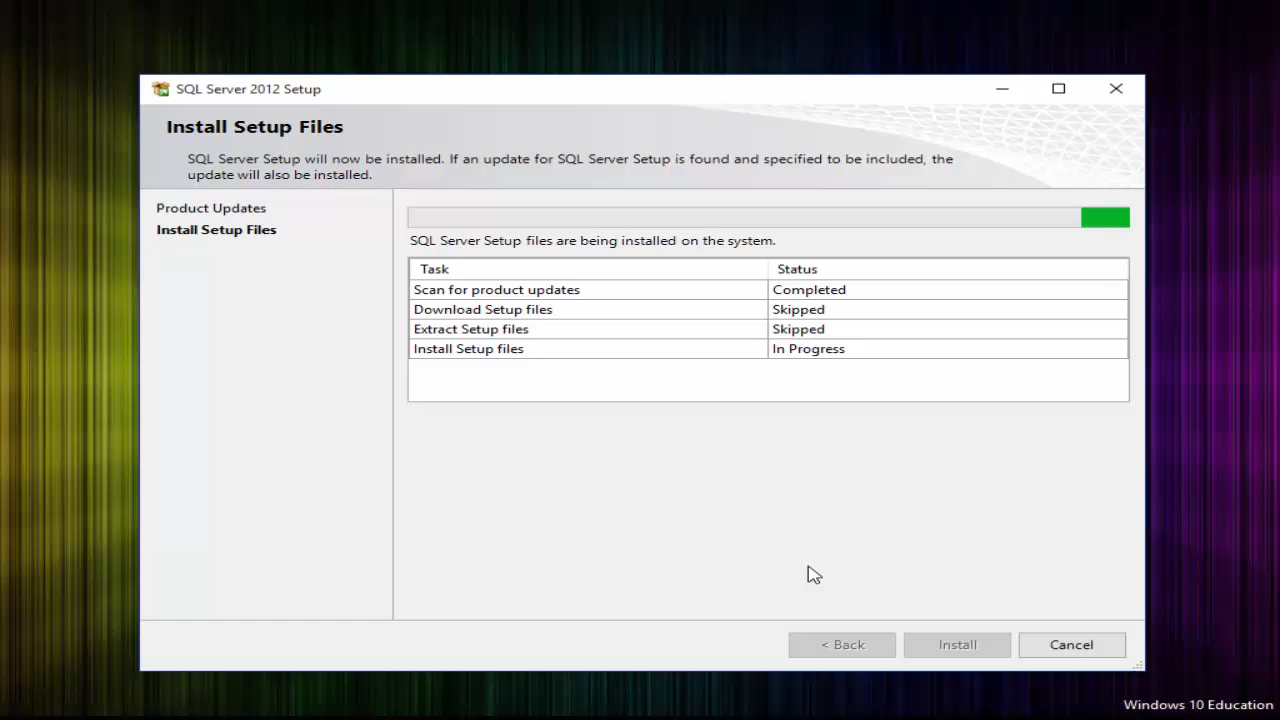 SQL Server 2012 Setup
Install Setup Files
SQL Server Setup will now be installed. If an update for SQL Server Setup is found and specified to be included, the
update will also be installed.
Product Updates
Install Setup Files
SQL Server Setup files are being installed on the system.
Task Status
Scan for product updates Completed
Download Setup files Skipped
Extract Setup files Skipped
Install Setup files In Progress
< Back Install Cancel
Windows 10 Education